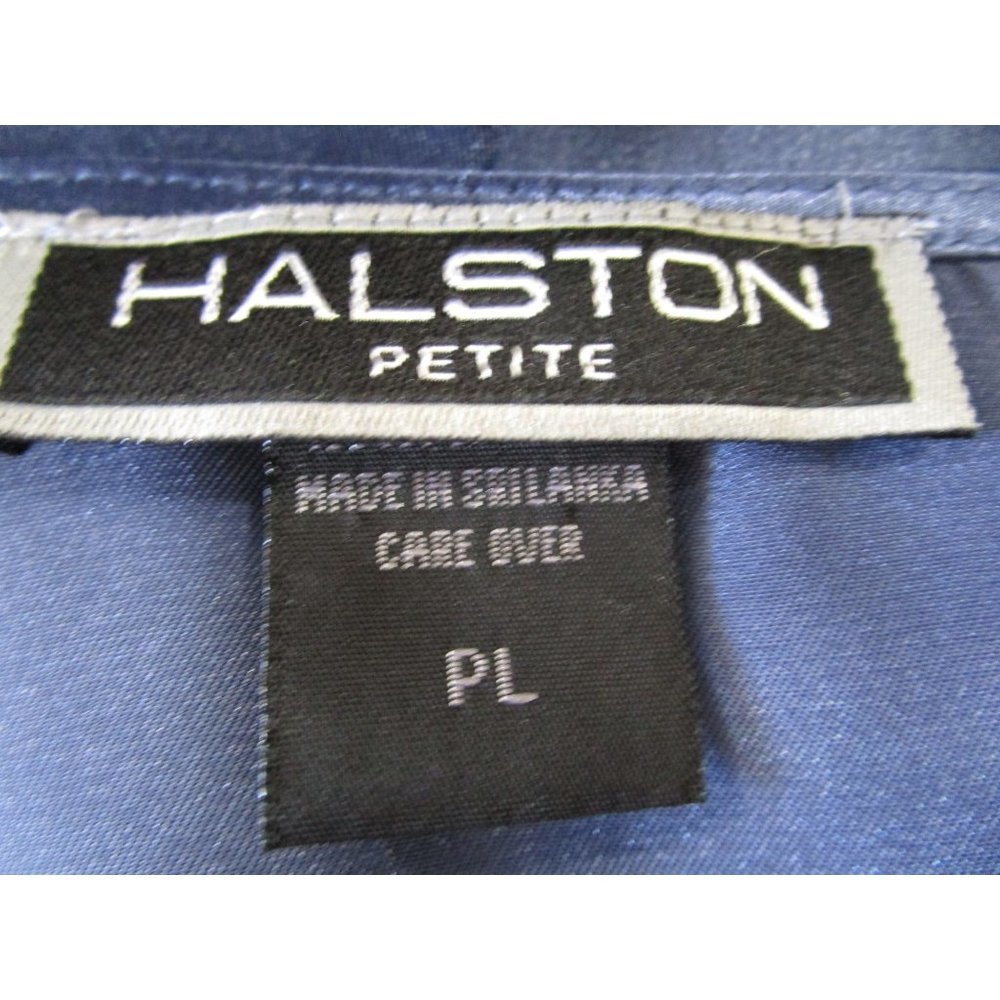 HALSTON
PETITE
MADE IN SRI LANKA
CARE OVER
PL